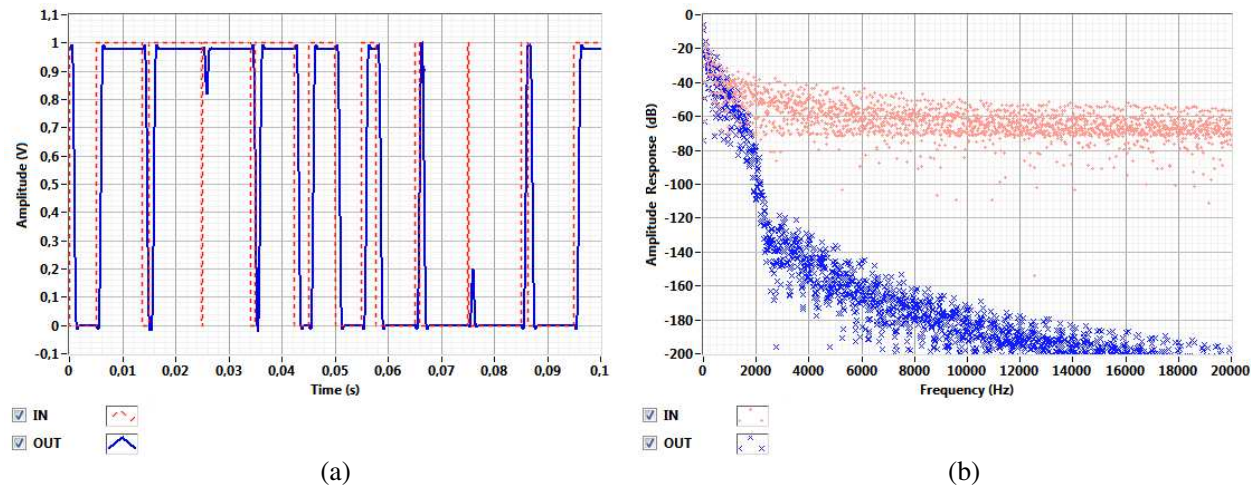 1,1
1
0,9
0,8
0,7
0,6
0,5
0,4
0,3
0,2
0,1
0
-0,1
Amplitude (V)
0 0,01 0,02 0,03 0,04 0,05 0,06 0,07 0,08 0,09 0,1
Time (s)
IN
OUT
(a)
0
-20
-40
-60
-80
-100
-120
-140
-160
-180
-200
Amplitude Response (dB)
0 2000 4000 6000 8000 10000 12000 14000 16000 18000 20000
Frequency (Hz)
IN
OUT
(b)